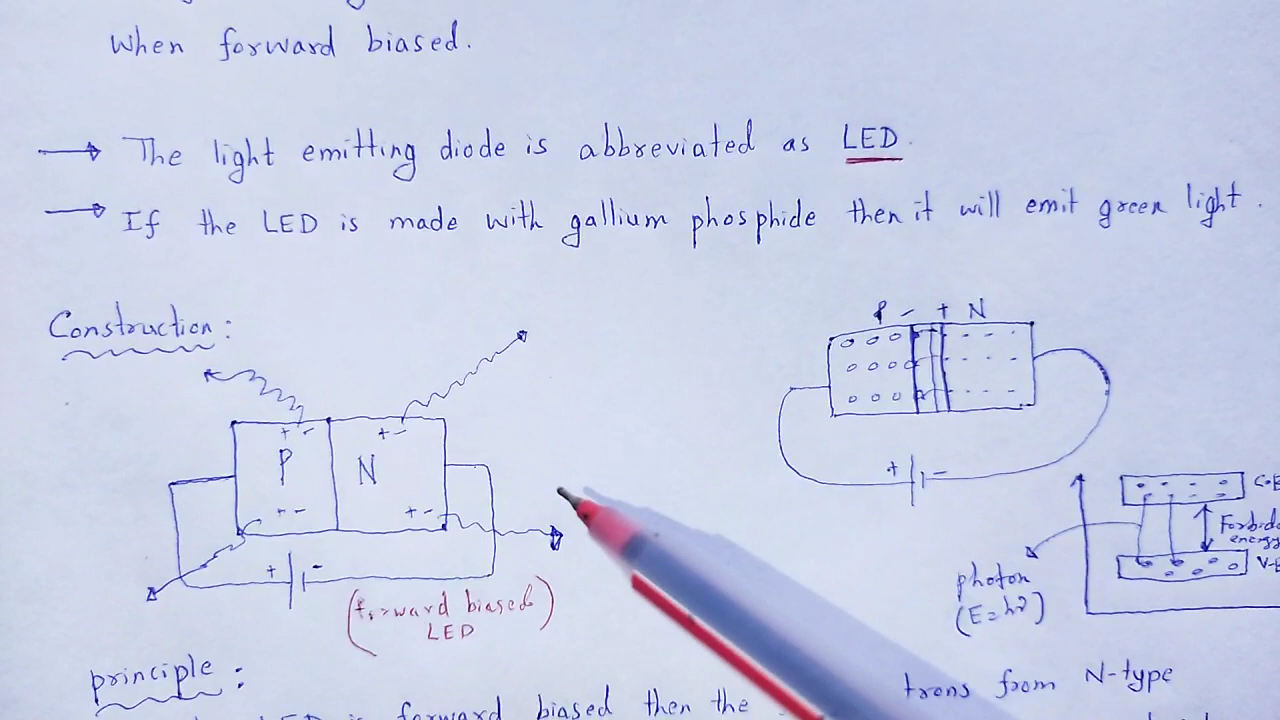 When forward biased.
The light emitting diode is abbreviated as LED.
If the LED is made with gallium phosphide then it will emit green light.
Construction:
P - + N
+ - + -
P N
+ - + -
+ -
(forward biased
LED)
+ -
photon
(E=hν)
Forbid
energy
principle:
forward biased then the
trons from N-type